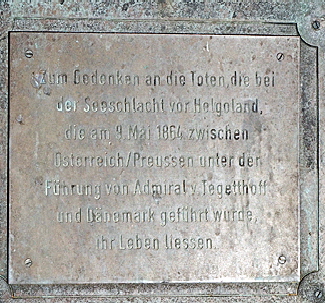 Zum Gedenken an die Toten, die bei
der Seeschlacht vor Helgoland,
die am 9. Mai 1864 zwischen
Österreich/Preussen unter der
Führung von Admiral v. Tegetthoff
und Dänemark geführt wurde,
ihr Leben liessen.